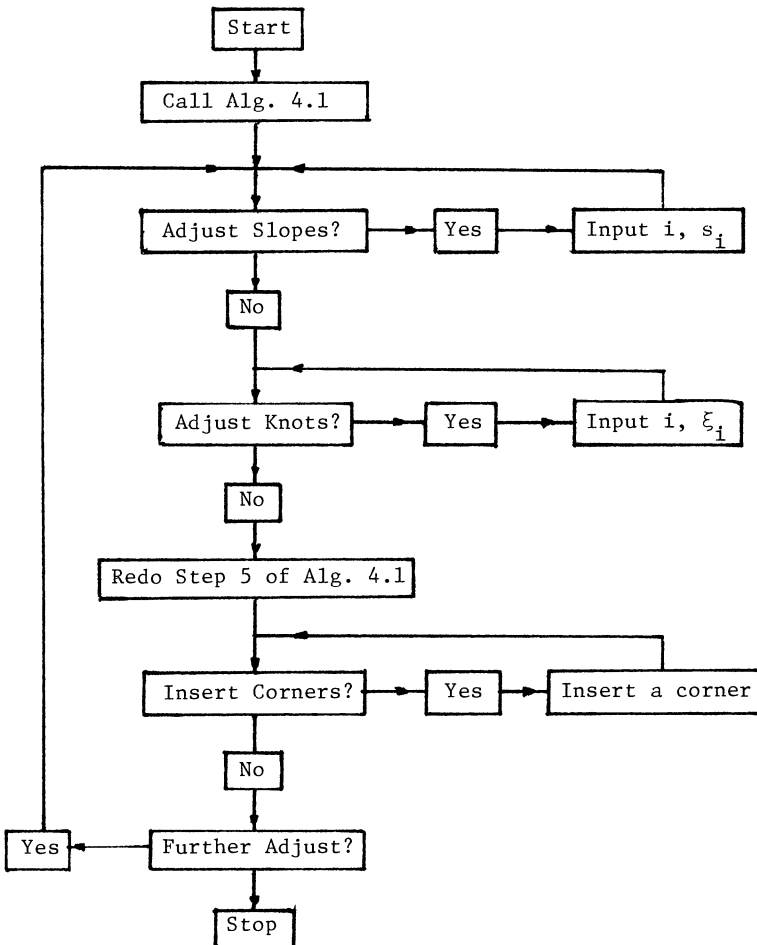 Start
Call Alg. 4.1
Adjust Slopes?
Yes
Input i, s_i
No
Adjust Knots?
Yes
Input i, ξ_i
No
Redo Step 5 of Alg. 4.1
Insert Corners?
Yes
Insert a corner
No
Yes
Further Adjust?
Stop